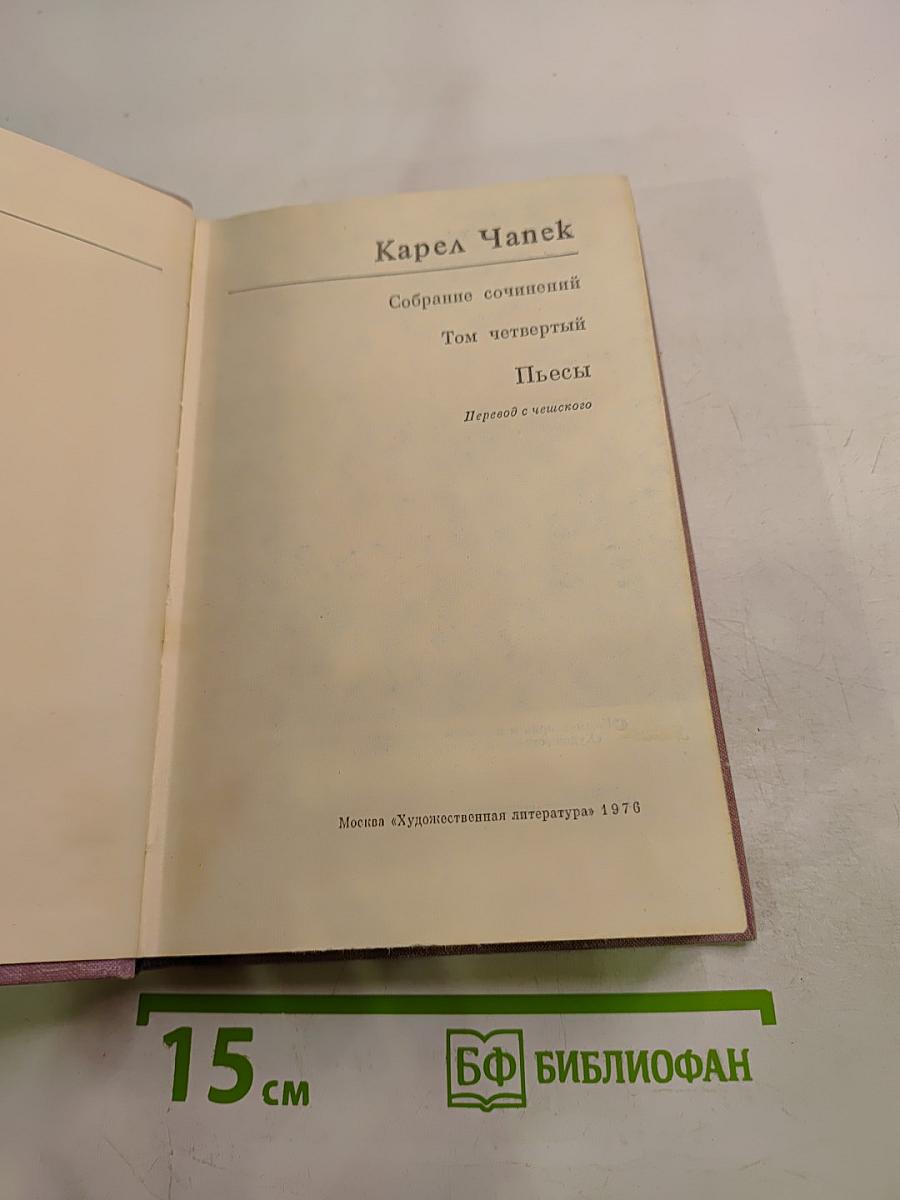 Карел Чапек
Собрание сочинений
Том четвертый
Пьесы
Перевод с чешского
Москва «Художественная литература» 1976
15 см
БФ БИБЛИОФАН